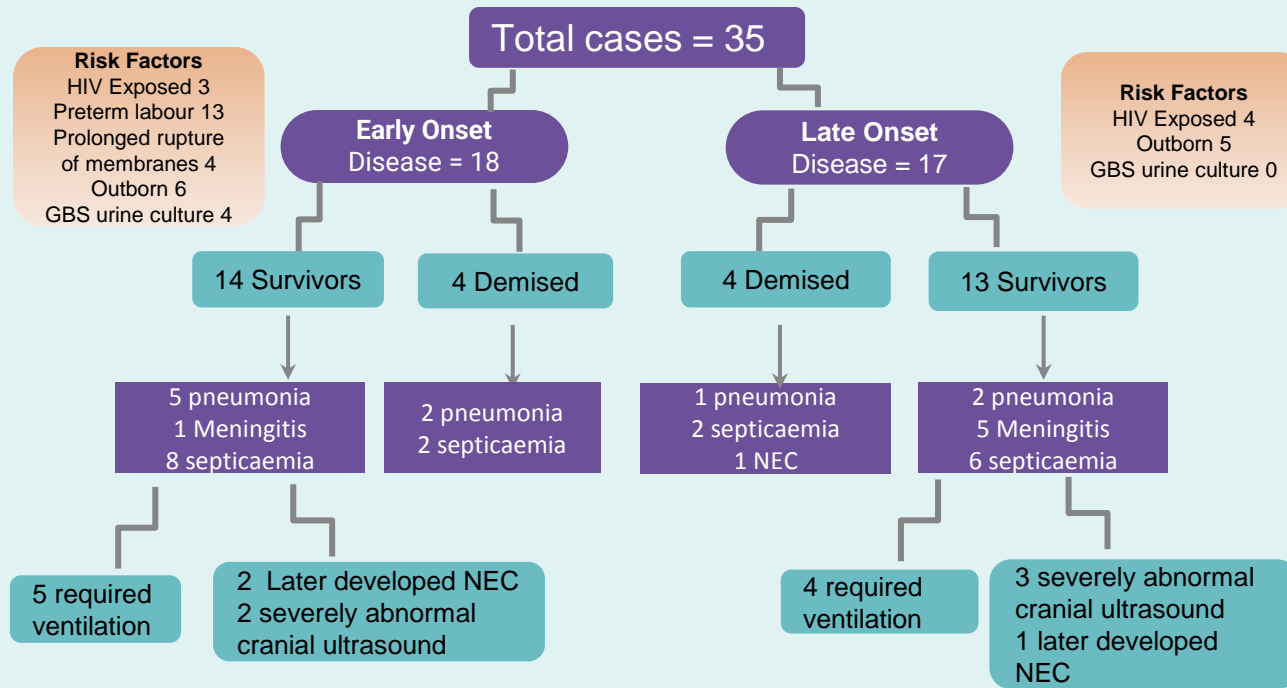 Total cases = 35
Risk Factors
HIV Exposed 3
Preterm labour 13
Prolonged rupture
of membranes 4
Outborn 6
GBS urine culture 4
Risk Factors
HIV Exposed 4
Outborn 5
GBS urine culture 0
Early Onset
Disease = 18
Late Onset
Disease = 17
14 Survivors
4 Demised
4 Demised
13 Survivors
5 pneumonia
1 Meningitis
8 septicaemia
2 pneumonia
2 septicaemia
1 pneumonia
2 septicaemia
1 NEC
2 pneumonia
5 Meningitis
6 septicaemia
5 required
ventilation
2 Later developed NEC
2 severely abnormal
cranial ultrasound
4 required
ventilation
3 severely abnormal
cranial ultrasound
1 later developed
NEC